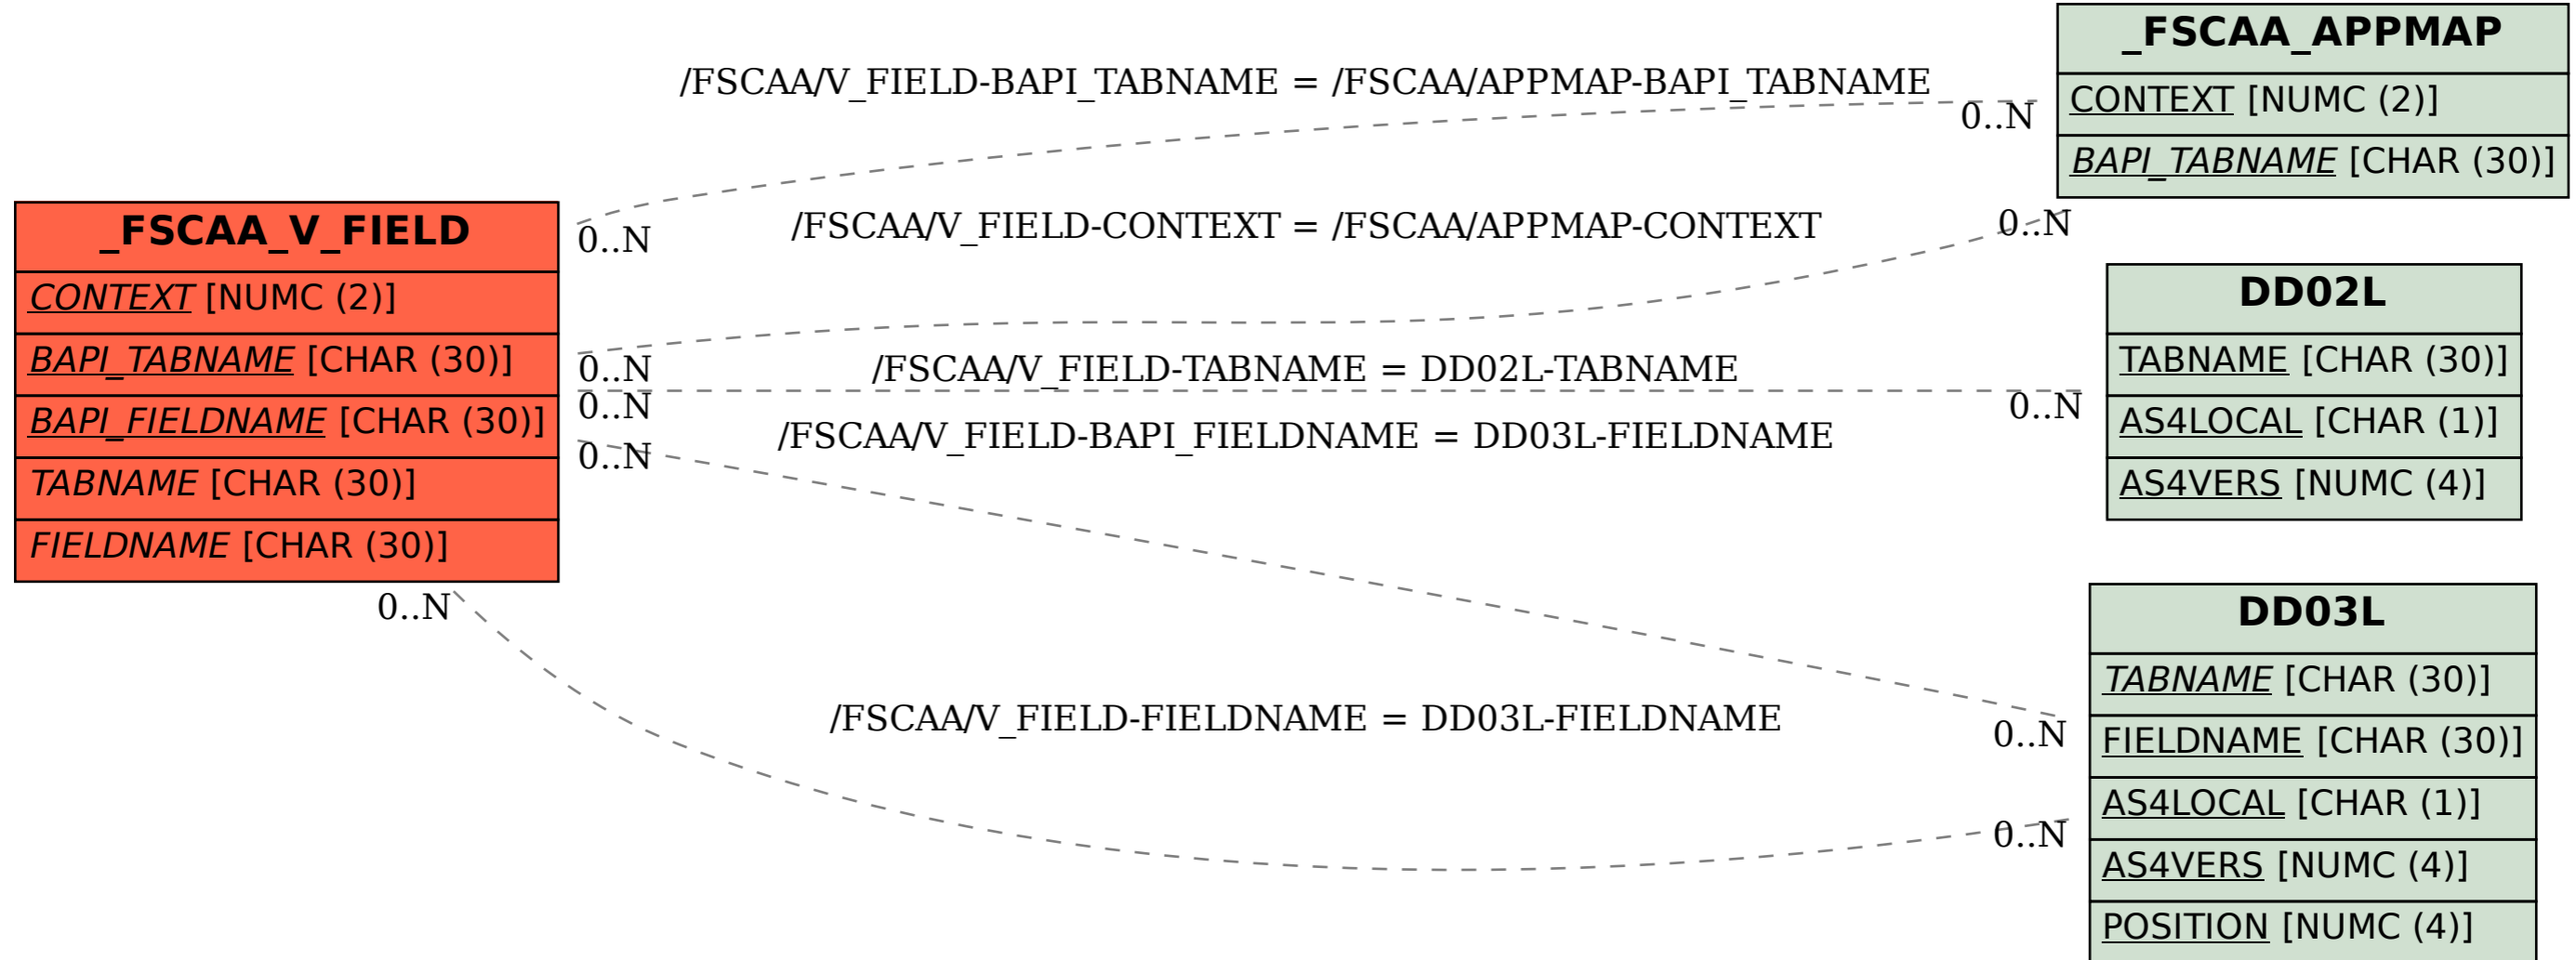 _FSCAA_V_FIELD
CONTEXT [NUMC (2)]
BAPI_TABNAME [CHAR (30)]
BAPI_FIELDNAME [CHAR (30)]
TABNAME [CHAR (30)]
FIELDNAME [CHAR (30)]
/FSCAA/V_FIELD-BAPI_TABNAME = /FSCAA/APPMAP-BAPI_TABNAME
0..N
0..N
/FSCAA/V_FIELD-CONTEXT = /FSCAA/APPMAP-CONTEXT
0..N
0..N
/FSCAA/V_FIELD-TABNAME = DD02L-TABNAME
0..N
0..N
/FSCAA/V_FIELD-BAPI_FIELDNAME = DD03L-FIELDNAME
0..N
0..N
/FSCAA/V_FIELD-FIELDNAME = DD03L-FIELDNAME
0..N
0..N
_FSCAA_APPMAP
CONTEXT [NUMC (2)]
BAPI_TABNAME [CHAR (30)]
DD02L
TABNAME [CHAR (30)]
AS4LOCAL [CHAR (1)]
AS4VERS [NUMC (4)]
DD03L
TABNAME [CHAR (30)]
FIELDNAME [CHAR (30)]
AS4LOCAL [CHAR (1)]
AS4VERS [NUMC (4)]
POSITION [NUMC (4)]